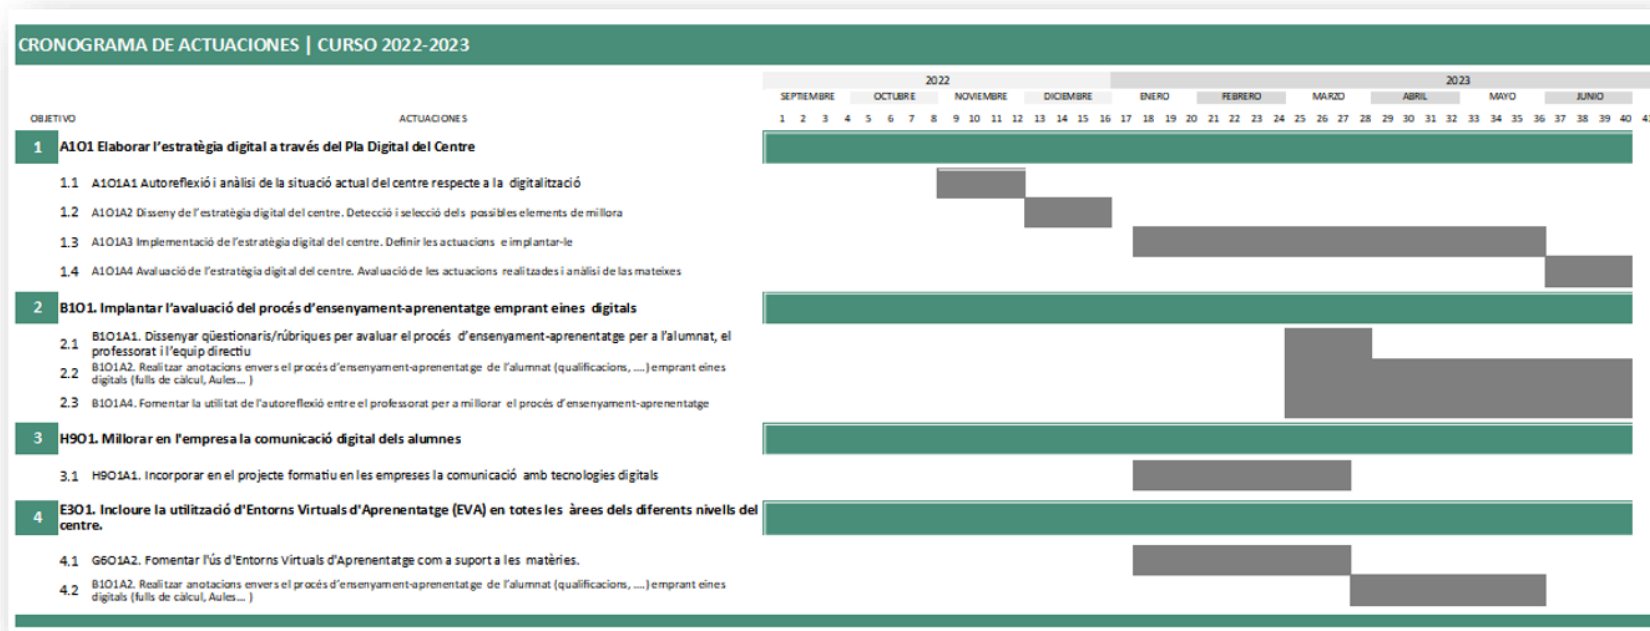 CRONOGRAMA DE ACTUACIONES | CURSO 2022-2023
2022 2023
SEPTIEMBRE OCTUBRE NOVIEMBRE DICIEMBRE ENERO FEBRERO MARZO ABRIL MAYO JUNIO
OBJETIVO ACTUACIONES 1 2 3 4 5 6 7 8 9 10 11 12 13 14 15 16 17 18 19 20 21 22 23 24 25 26 27 28 29 30 31 32 33 34 35 36 37 38 39 40
1 A1O1 Elaborar l'estratègia digital a través del Pla Digital del Centre
1.1 A1O1A1 Autoreflexió i anàlisi de la situació actual del centre respecte a la digitalització
1.2 A1O1A2 Disseny de l'estratègia digital del centre. Detecció i selecció dels possibles elements de millora
1.3 A1O1A3 Implementació de l'estratègia digital del centre. Definir les actuacions e implantar-le
1.4 A1O1A4 Avaluació de l'estratègia digital del centre. Avaluació de les actuacions realitzades i anàlisi de las mateixes
2 B1O1. Implantar l'avaluació del procés d'ensenyament-aprenentatge emprant eines digitals
2.1 B1O1A1. Dissenyar qüestionaris/rúbriques per avaluar el procés d'ensenyament-aprenentatge per a l'alumnat, el
professorat i l'equip directiu
2.2 B1O1A2. Realitzar anotacions envers el procés d'ensenyament-aprenentatge de l'alumnat (qualificacions, ....) emprant eines
digitals (fulls de càlcul, Aules... )
2.3 B1O1A4. Fomentar la utilitat de l'autoreflexió entre el professorat per a millorar el procés d'ensenyament-aprenentatge
3 H9O1. Millorar en l'empresa la comunicació digital dels alumnes
3.1 H9O1A1. Incorporar en el projecte formatiu en les empreses la comunicació amb tecnologies digitals
4 E3O1. Incloure la utilització d'Entorns Virtuals d'Aprenentatge (EVA) en totes les àrees dels diferents nivells del
centre.
4.1 G6O1A2. Fomentar l'ús d'Entorns Virtuals d'Aprenentatge com a suport a les matèries.
4.2 B1O1A2. Realitzar anotacions envers el procés d'ensenyament-aprenentatge de l'alumnat (qualificacions, ....) emprant eines
digitals (fulls de càlcul, Aules... )